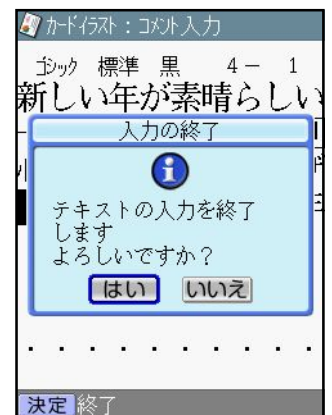 カードイラスト：コメント入力
ゴシック 標準 黒 4－ 1
新しい年が素晴らしい
入力の終了
テキストの入力を終了
します
よろしいですか？
はい いいえ
決定 終了